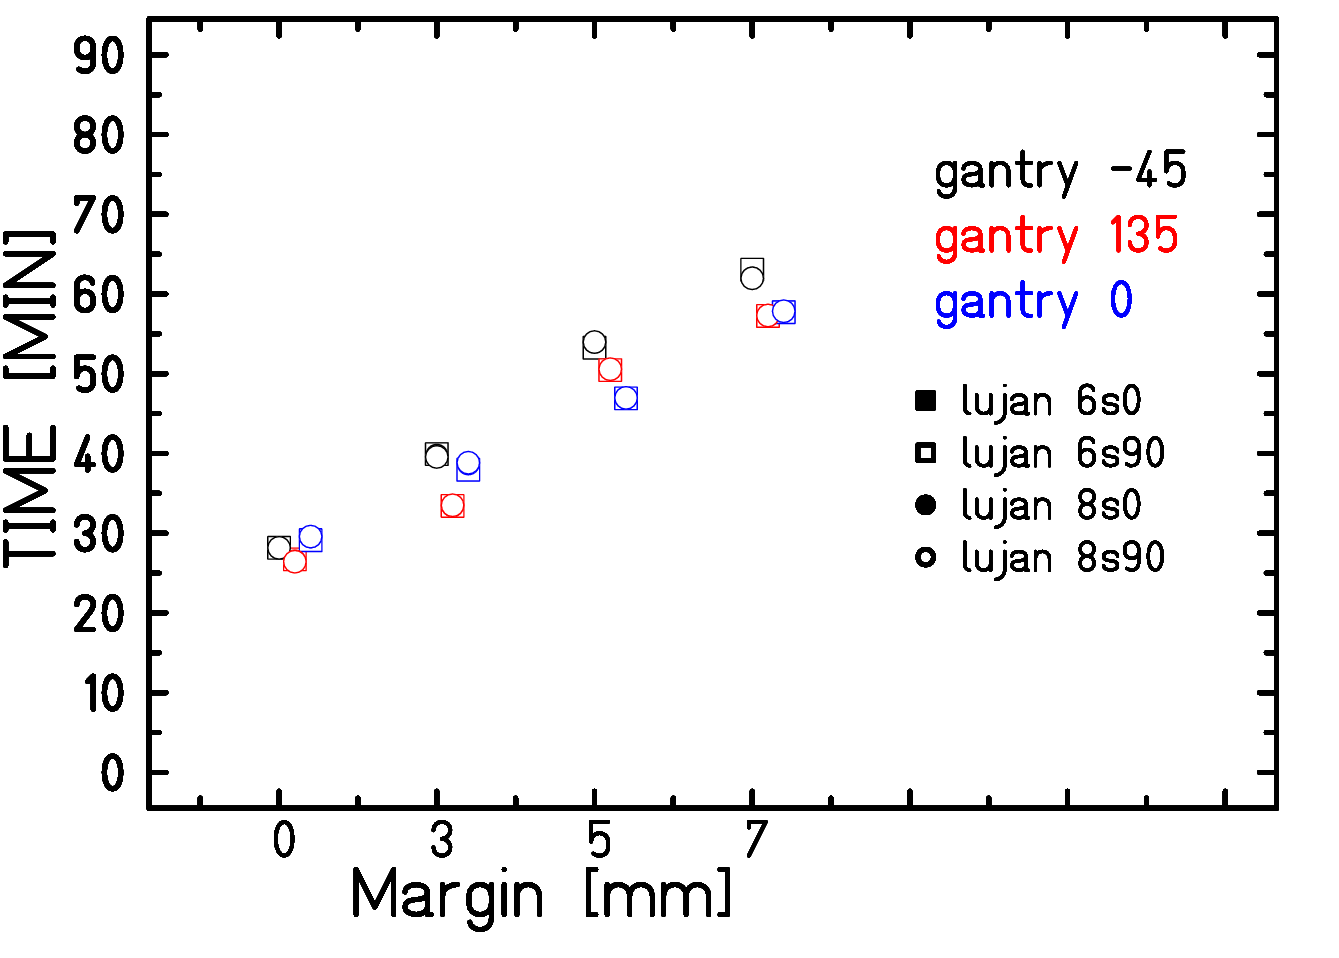 TIME [MIN]
90
80
70
60
50
40
30
20
10
0
gantry -45
gantry 135
gantry 0
lujan 6s0
lujan 6s90
lujan 8s0
lujan 8s90
0 3 5 7
Margin [mm]